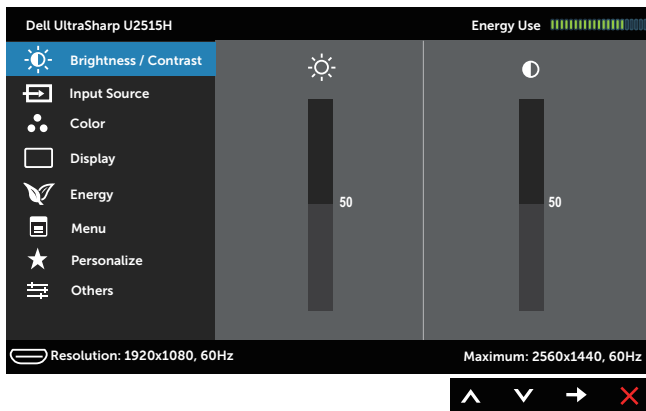 Dell UltraSharp U2515H
Energy Use
Brightness / Contrast
Input Source
Color
Display
Energy
Menu
Personalize
Others
50
50
Resolution: 1920x1080, 60Hz
Maximum: 2560x1440, 60Hz